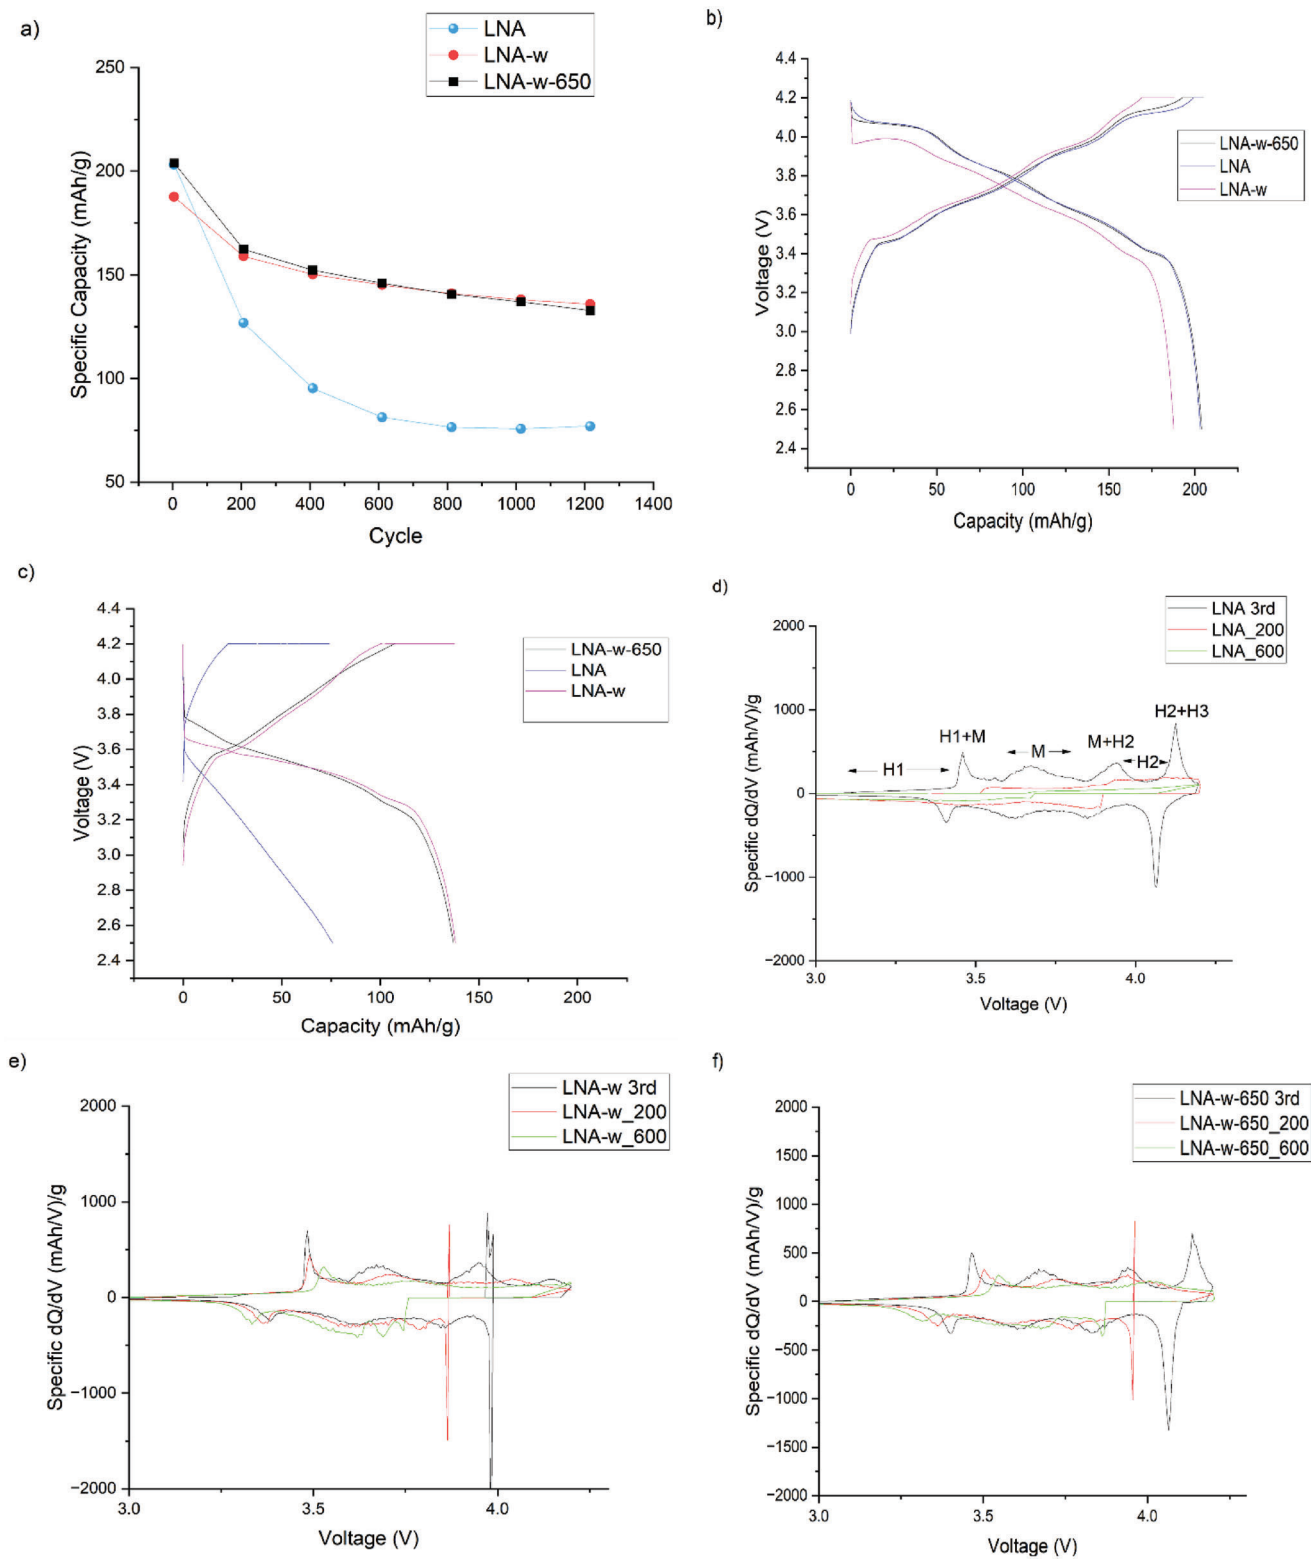 a)
LNA
LNA-w
LNA-w-650
250
200
150
100
50
Specific Capacity (mAh/g)
0 200 400 600 800 1000 1200 1400
Cycle
b)
4.4
4.2
4.0
3.8
3.6
3.4
3.2
3.0
2.8
2.6
2.4
Voltage (V)
LNA-w-650
LNA
LNA-w
0 50 100 150 200
Capacity (mAh/g)
c)
4.4
4.2
4.0
3.8
3.6
3.4
3.2
3.0
2.8
2.6
2.4
Voltage (V)
LNA-w-650
LNA
LNA-w
0 50 100 150 200
Capacity (mAh/g)
d)
LNA 3rd
LNA_200
LNA_600
2000
1000
0
−1000
−2000
Specific dQ/dV (mAh/V)/g
H1
H1+M
M
M+H2
H2
H2+H3
3.0 3.5 4.0
Voltage (V)
e)
LNA-w 3rd
LNA-w_200
LNA-w_600
2000
1000
0
−1000
−2000
Specific dQ/dV (mAh/V)/g
3.0 3.5 4.0
Voltage (V)
f)
LNA-w-650 3rd
LNA-w-650_200
LNA-w-650_600
2000
1500
1000
500
0
−500
−1000
−1500
−2000
Specific dQ/dV (mAh/V)/g
3.0 3.5 4.0
Voltage (V)